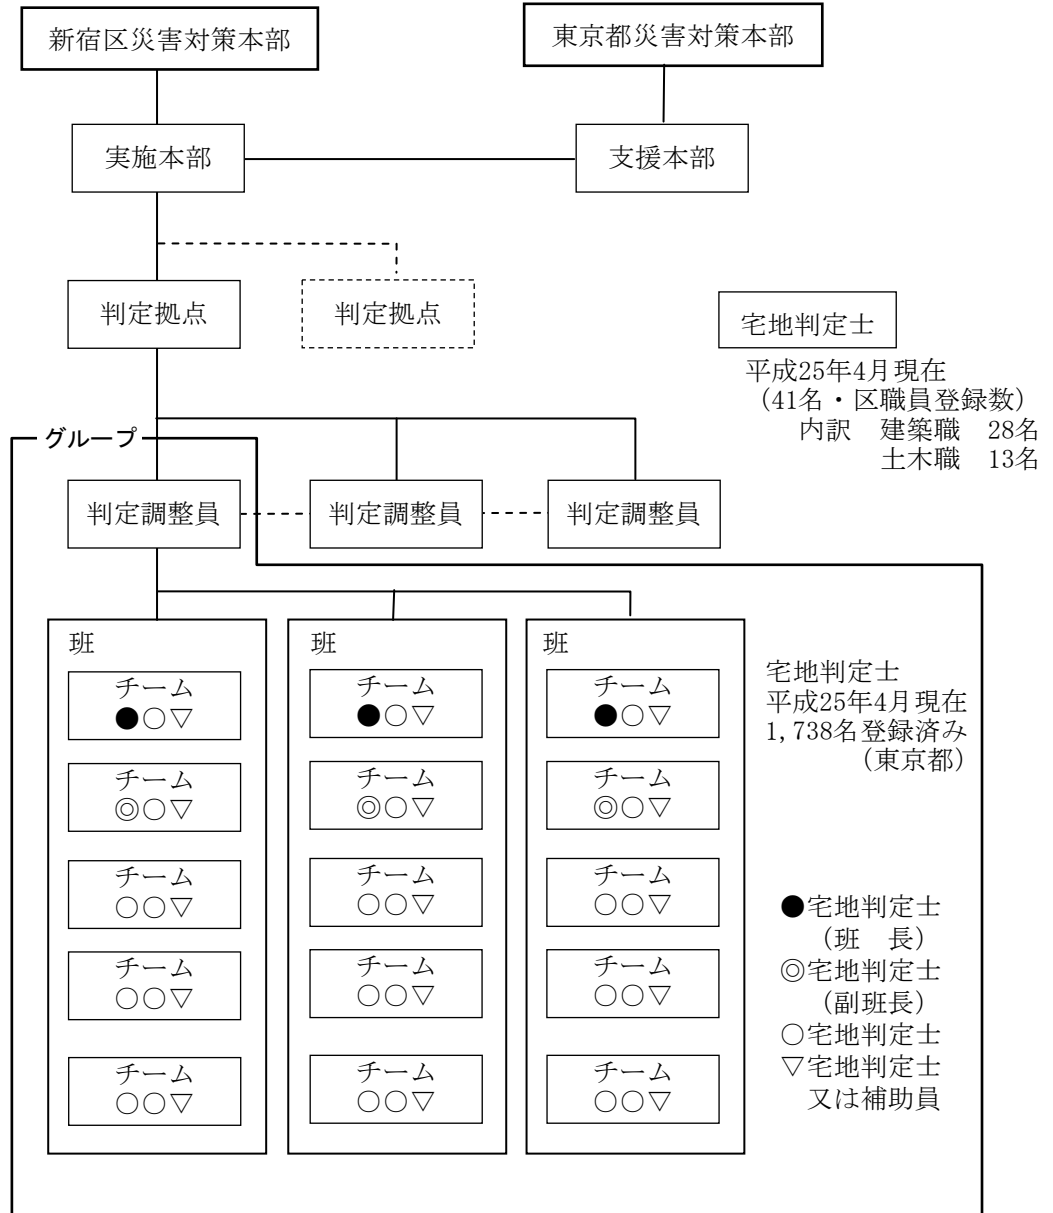 新宿区災害対策本部
東京都災害対策本部
実施本部
支援本部
判定拠点
判定拠点
宅地判定士
平成25年4月現在
(41名・区職員登録数)
内訳　建築職　28名
土木職　13名
グループ
判定調整員
判定調整員
判定調整員
班
チーム
●○▽
チーム
◎○▽
チーム
○○▽
チーム
○○▽
チーム
○○▽
班
チーム
●○▽
チーム
◎○▽
チーム
○○▽
チーム
○○▽
チーム
○○▽
班
チーム
●○▽
チーム
◎○▽
チーム
○○▽
チーム
○○▽
チーム
○○▽
宅地判定士
平成25年4月現在
1,738名登録済み
(東京都)
●宅地判定士
(班　長)
◎宅地判定士
(副班長)
○宅地判定士
▽宅地判定士
又は補助員